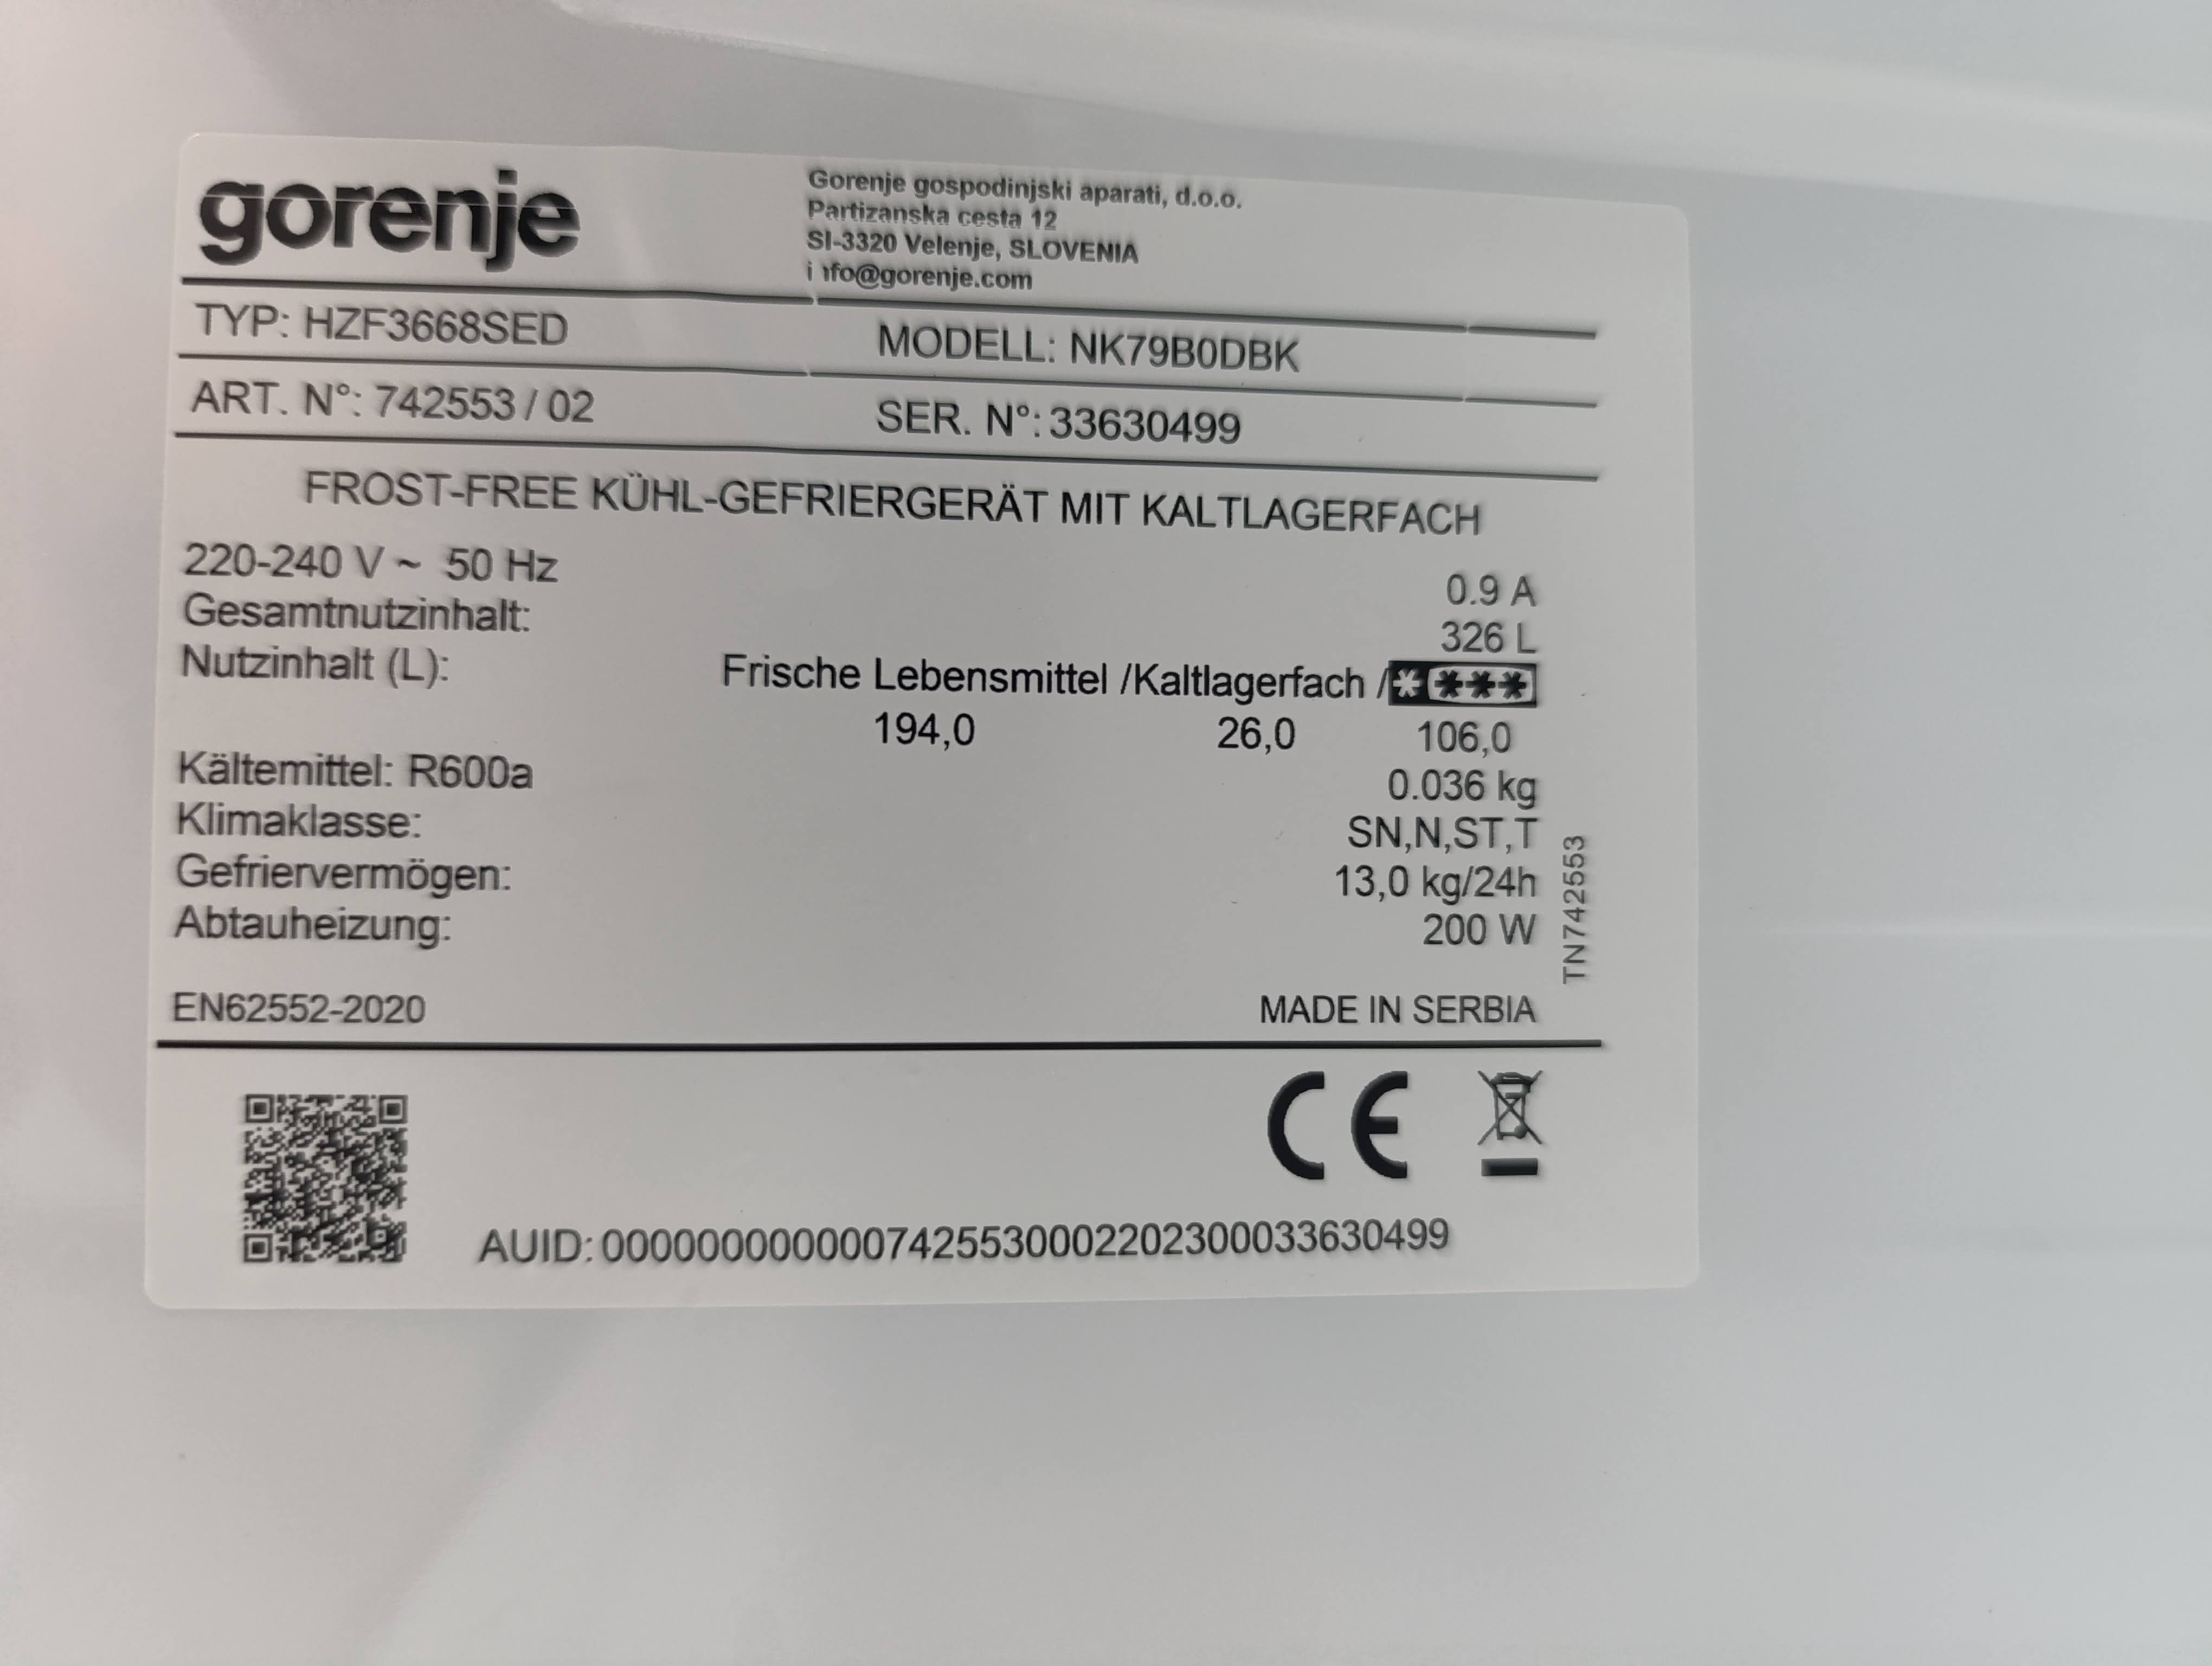 gorenje
Gorenje gospodinjski aparati, d.o.o.
Partizanska cesta 12
SI-3320 Velenje, SLOVENIA
info@gorenje.com
TYP: HZF3668SED
MODELL: NK79B0DBK
ART. N°: 742553 / 02
SER. N°: 33630499
FROST-FREE KÜHL-GEFRIERGERÄT MIT KALTLAGERFACH
220-240 V ~ 50 Hz 0.9 A
Gesamtnutzinhalt: 326 L
Nutzinhalt (L): Frische Lebensmittel /Kaltlagerfach /* ***
194,0 26,0 106,0
Kältemittel: R600a 0.036 kg
Klimaklasse: SN,N,ST,T
Gefriervermögen: 13,0 kg/24h
Abtauheizung: 200 W
TN742553
EN62552-2020 MADE IN SERBIA
CE
AUID: 0000000000007425530002202300033630499